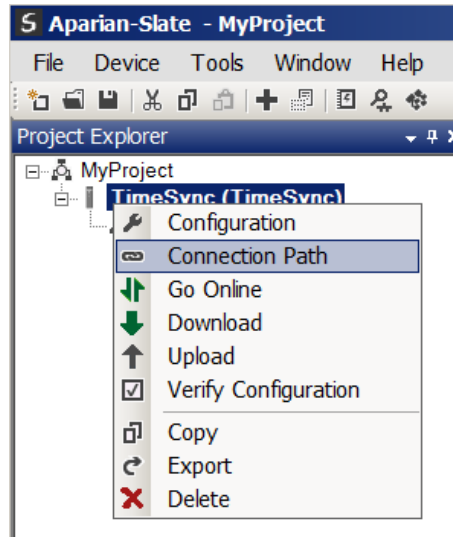 Aparian-Slate - MyProject
File Device Tools Window Help
Project Explorer
MyProject
TimeSync (TimeSync)
Configuration
Connection Path
Go Online
Download
Upload
Verify Configuration
Copy
Export
Delete